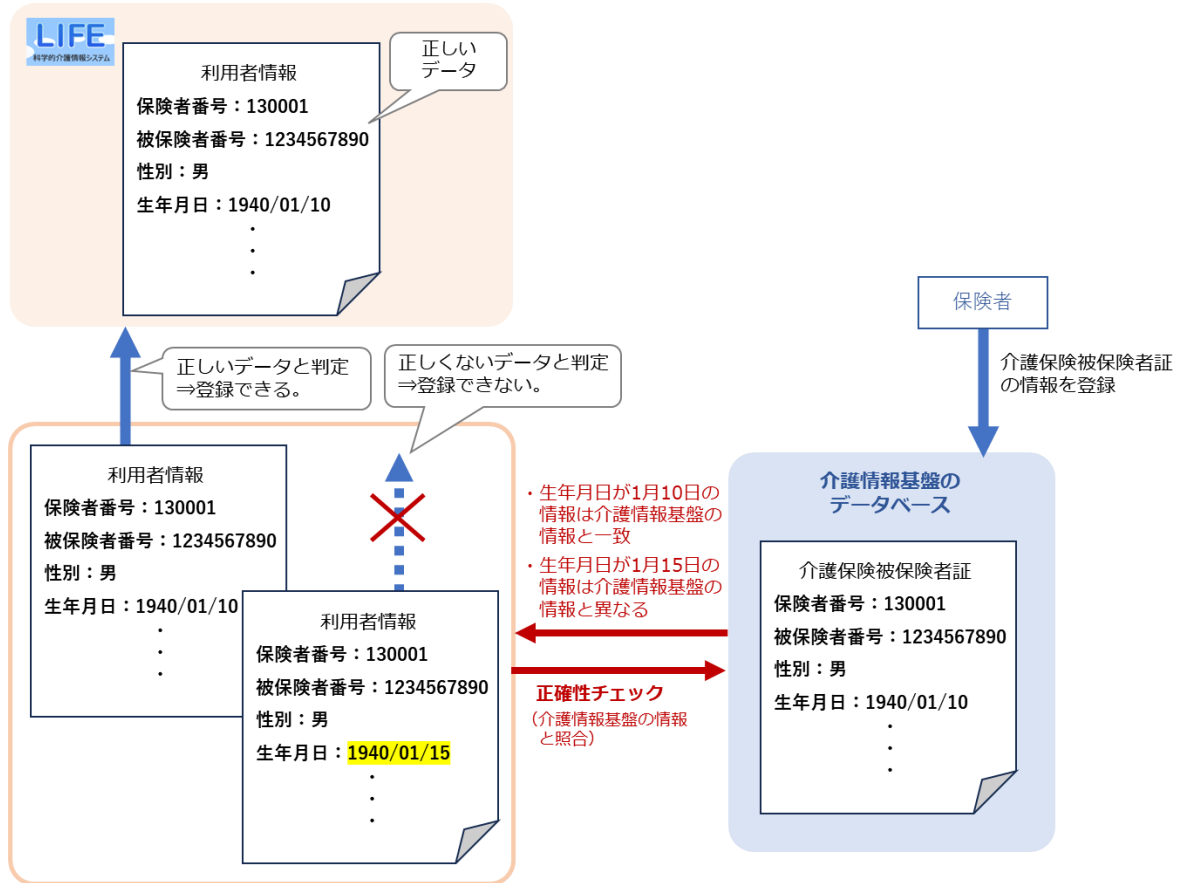 LIFE
科学的介護情報システム
正しい
データ
利用者情報
保険者番号：130001
被保険者番号：1234567890
性別：男
生年月日：1940/01/10
・
・
・
保険者
介護保険被保険者証
の情報を登録
正しいデータと判定
⇒登録できる。
正しくないデータと判定
⇒登録できない。
利用者情報
保険者番号：130001
被保険者番号：1234567890
性別：男
生年月日：1940/01/10
・
・
・
利用者情報
保険者番号：130001
被保険者番号：1234567890
性別：男
生年月日：1940/01/15
・
・
・
・生年月日が1月10日の
情報は介護情報基盤の
情報と一致
・生年月日が1月15日の
情報は介護情報基盤の
情報と異なる
正確性チェック
（介護情報基盤の情報
と照合）
介護情報基盤の
データベース
介護保険被保険者証
保険者番号：130001
被保険者番号：1234567890
性別：男
生年月日：1940/01/10
・
・
・